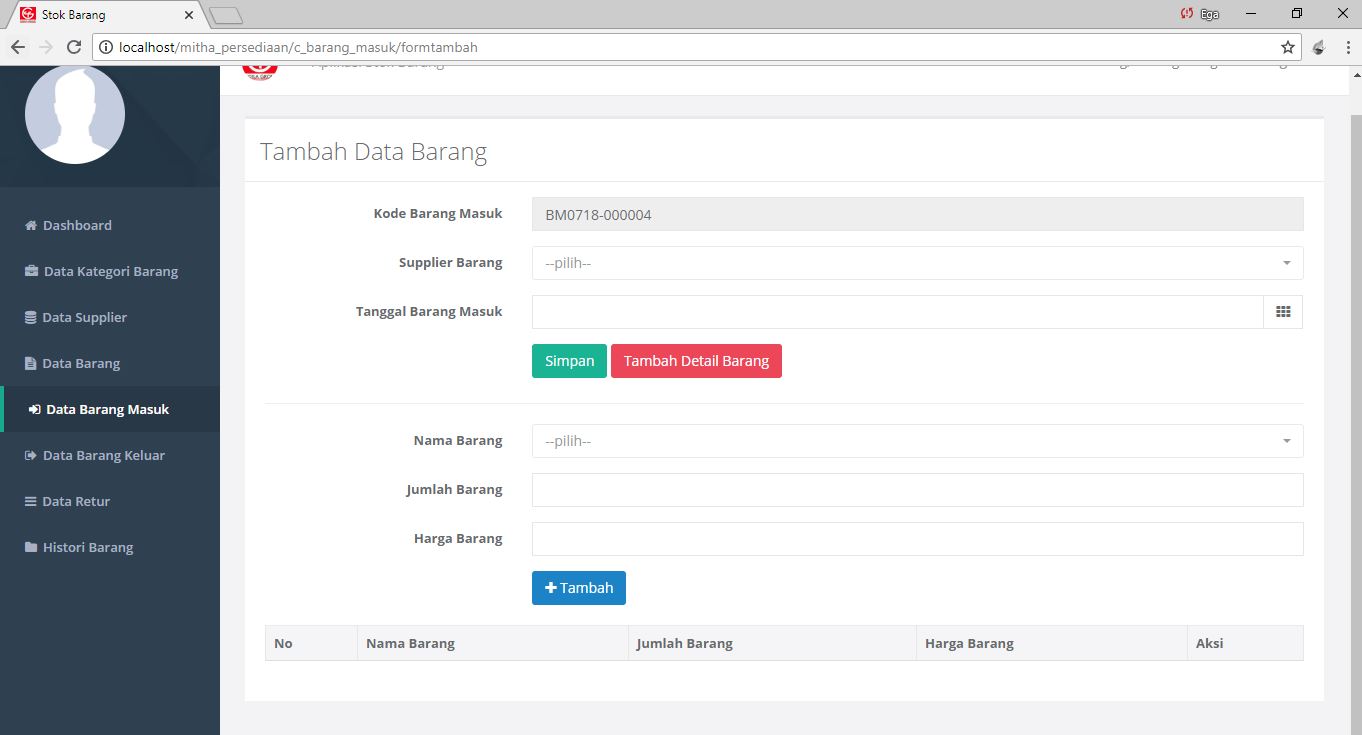 Stok Barang
Ega
localhost/mitha_persediaan/c_barang_masuk/formtambah
Aplikasi Stok Barang
Tambah Data Barang
Dashboard
Data Kategori Barang
Data Supplier
Data Barang
Data Barang Masuk
Data Barang Keluar
Data Retur
Histori Barang
Kode Barang Masuk BM0718-000004
Supplier Barang --pilih--
Tanggal Barang Masuk
Simpan Tambah Detail Barang
Nama Barang --pilih--
Jumlah Barang
Harga Barang
Tambah
No Nama Barang Jumlah Barang Harga Barang Aksi